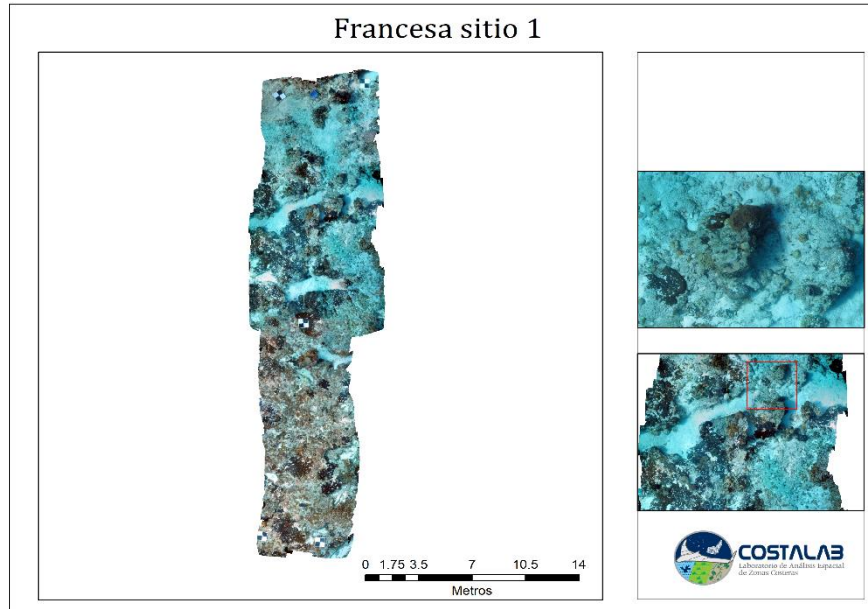 Francesa sitio 1
0 1.75 3.5 7 10.5 14
Metros
COSTALAB
Laboratorio de Análisis Espacial
de Zonas Costeras